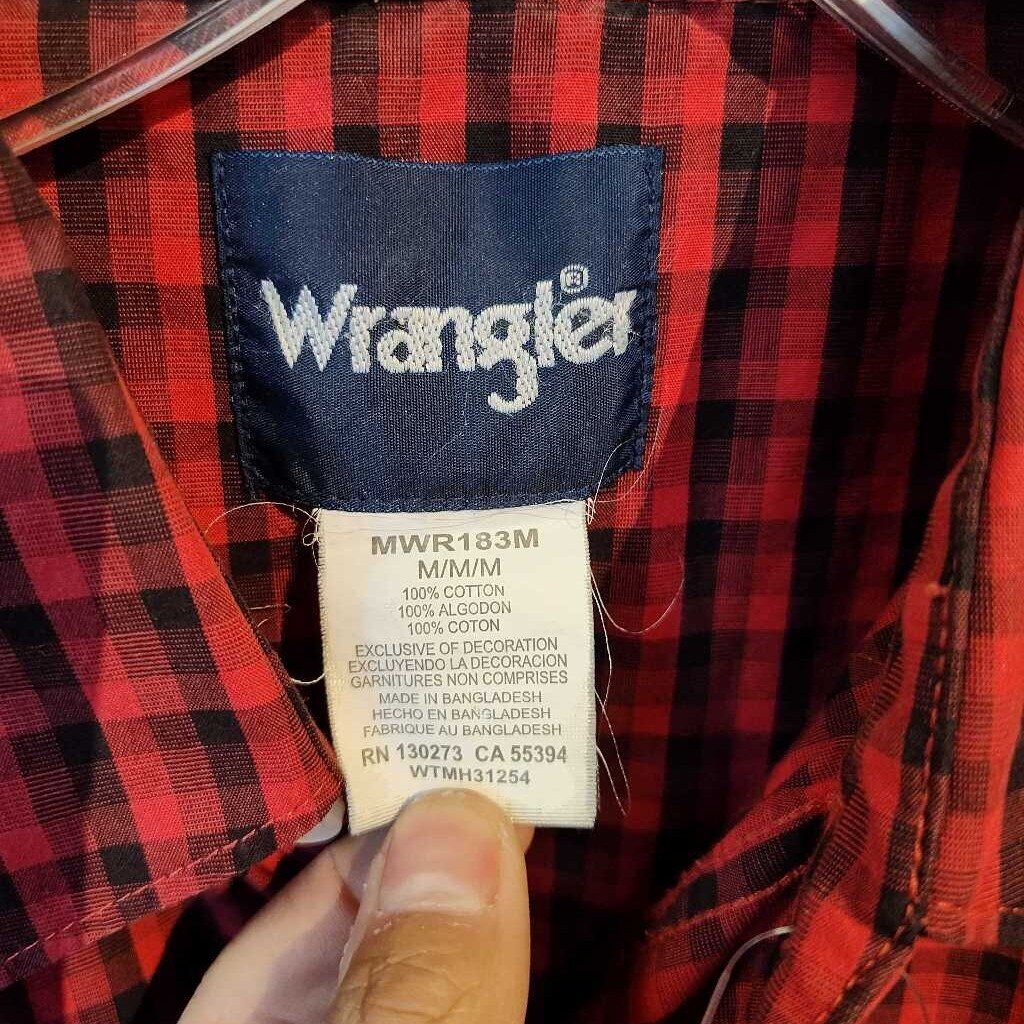 Wrangler®
MWR183M
M/M/M
100% COTTON
100% ALGODON
100% COTON
EXCLUSIVE OF DECORATION
EXCLUYENDO LA DECORACION
GARNITURES NON COMPRISES
MADE IN BANGLADESH
HECHO EN BANGLADESH
FABRIQUE AU BANGLADESH
RN 130273 CA 55394
WTMH31254